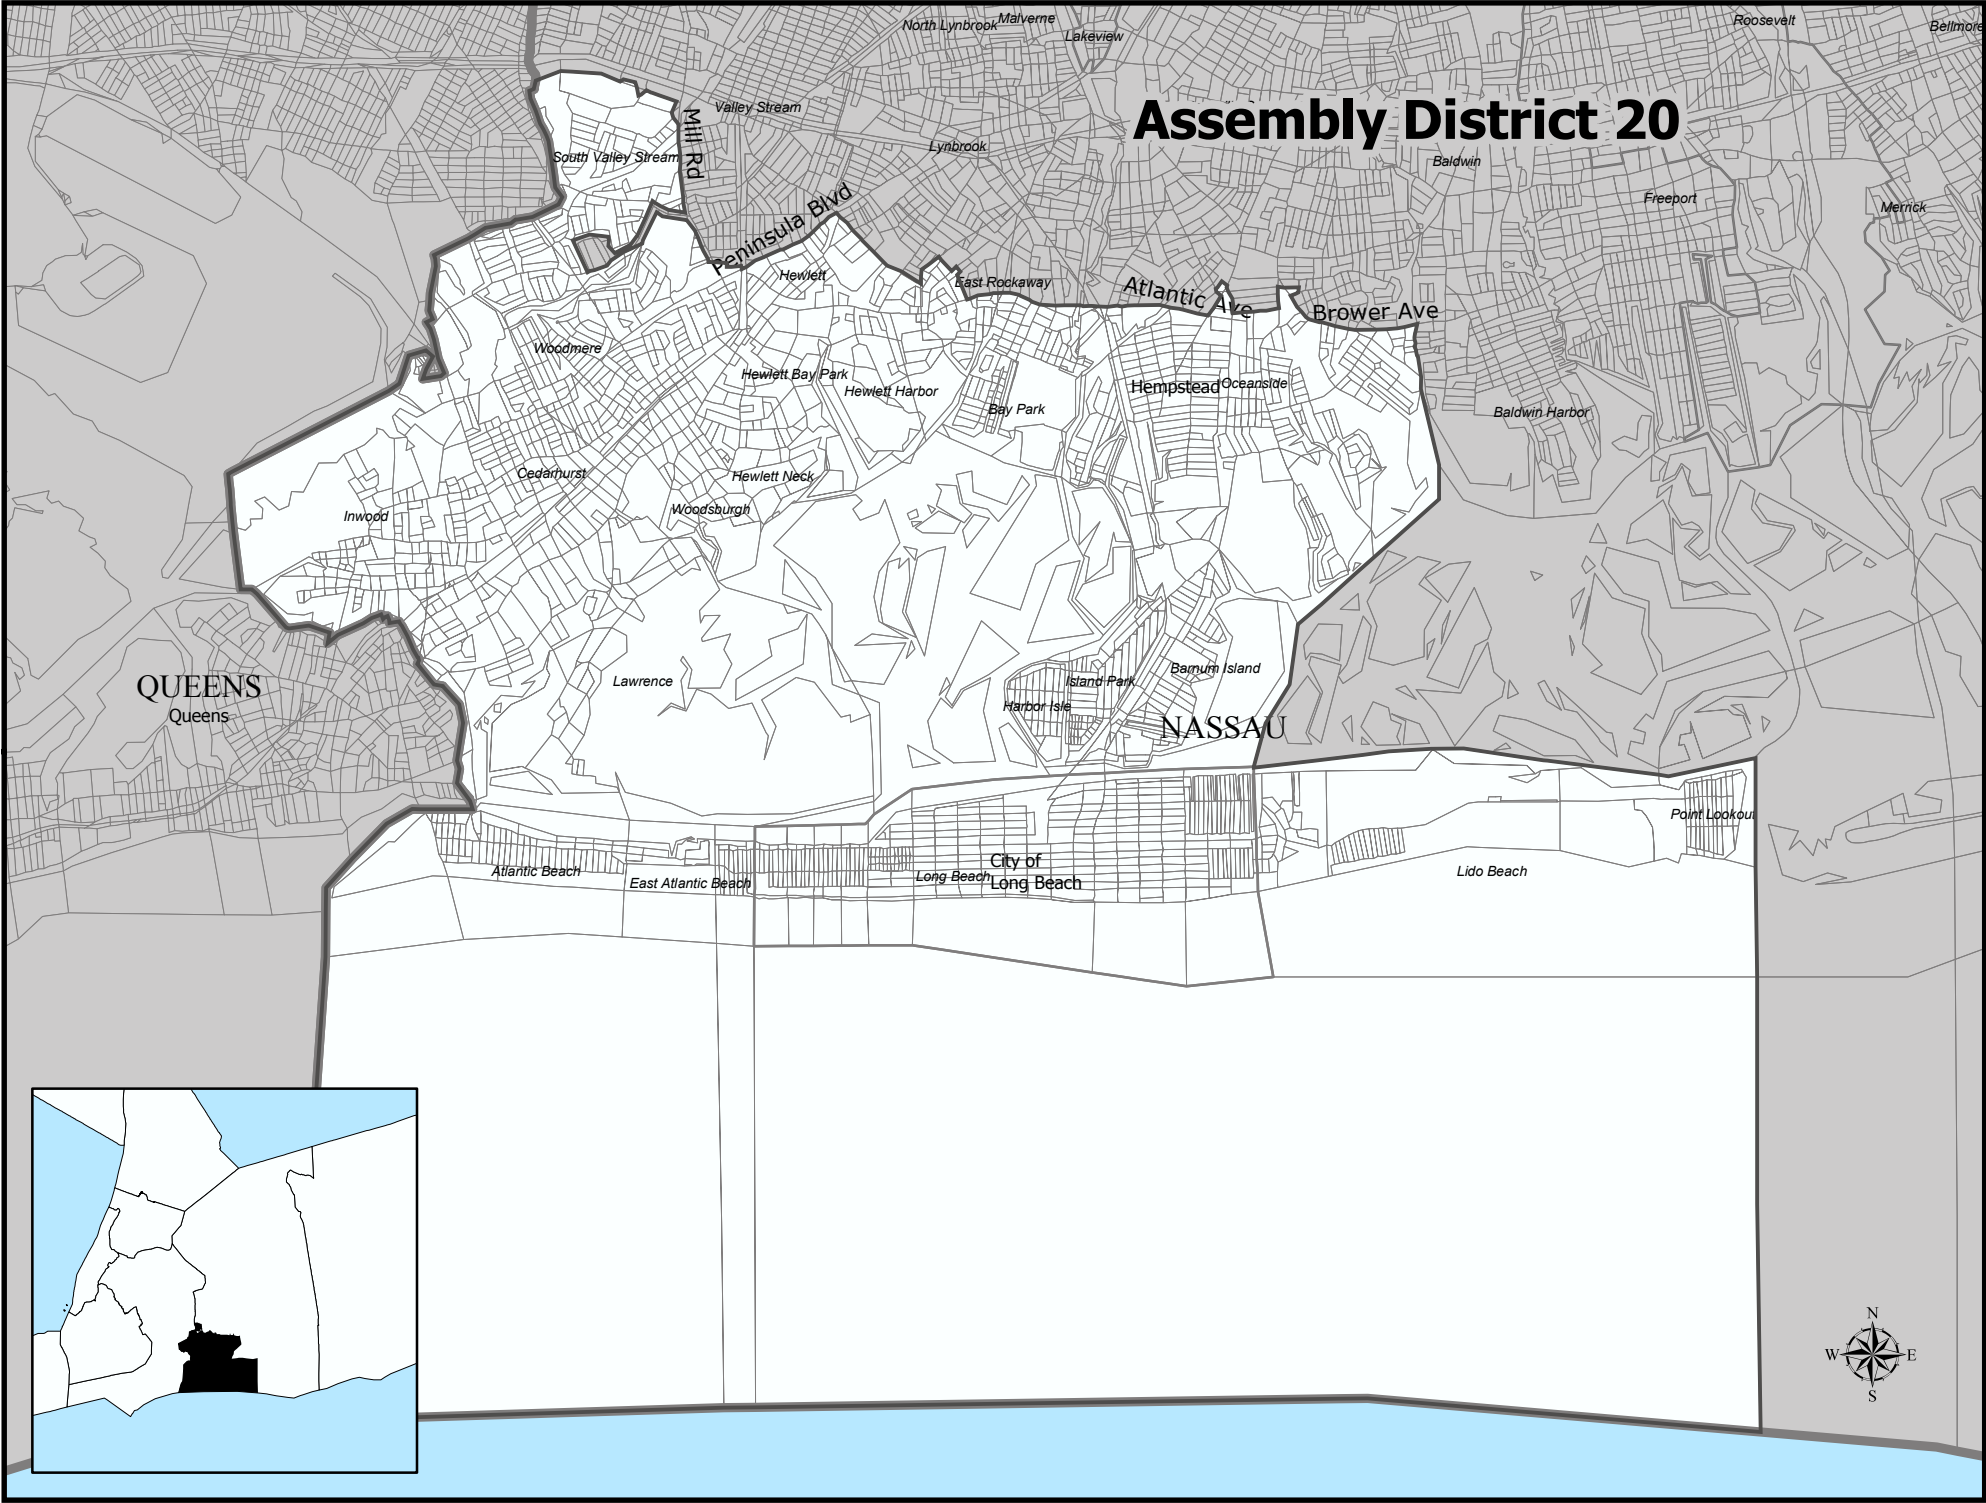 North Lynbrook
Malverne
Lakeview
Roosevelt
Bellmore
Valley Stream
Mill Rd
Assembly District 20
Lynbrook
South Valley Stream
Baldwin
Freeport
Merrick
Peninsula Blvd
Hewlett
East Rockaway
Atlantic Ave
Brower Ave
Woodmere
Hewlett Bay Park
Hewlett Harbor
Hempstead
Oceanside
Bay Park
Baldwin Harbor
Cedarhurst
Hewlett Neck
Inwood
Woodsburgh
QUEENS
Queens
Lawrence
Barnum Island
Island Park
Harbor Isle
NASSAU
Point Lookout
Atlantic Beach
East Atlantic Beach
Long Beach
City of
Long Beach
Lido Beach
N
W
E
S